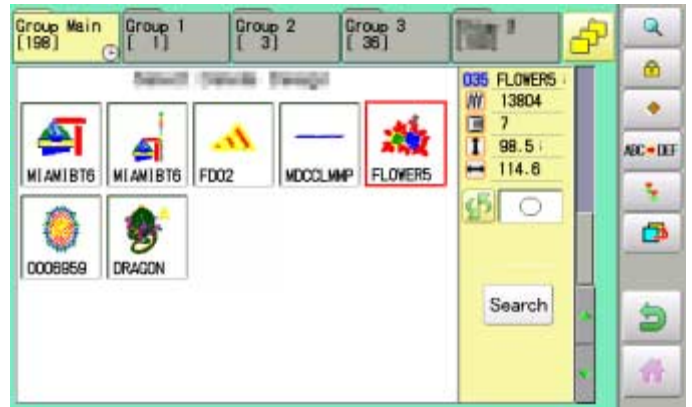 Group Main
[198]
Group 1
[ 1]
Group 2
[ 3]
Group 3
[ 36]
035 FLOWER5
13804
7
98.5
114.6
MIAMIBT6
MIAMIBT6
FD02
MDCCLMMP
FLOWER5
0006959
DRAGON
Search
ABC DEF